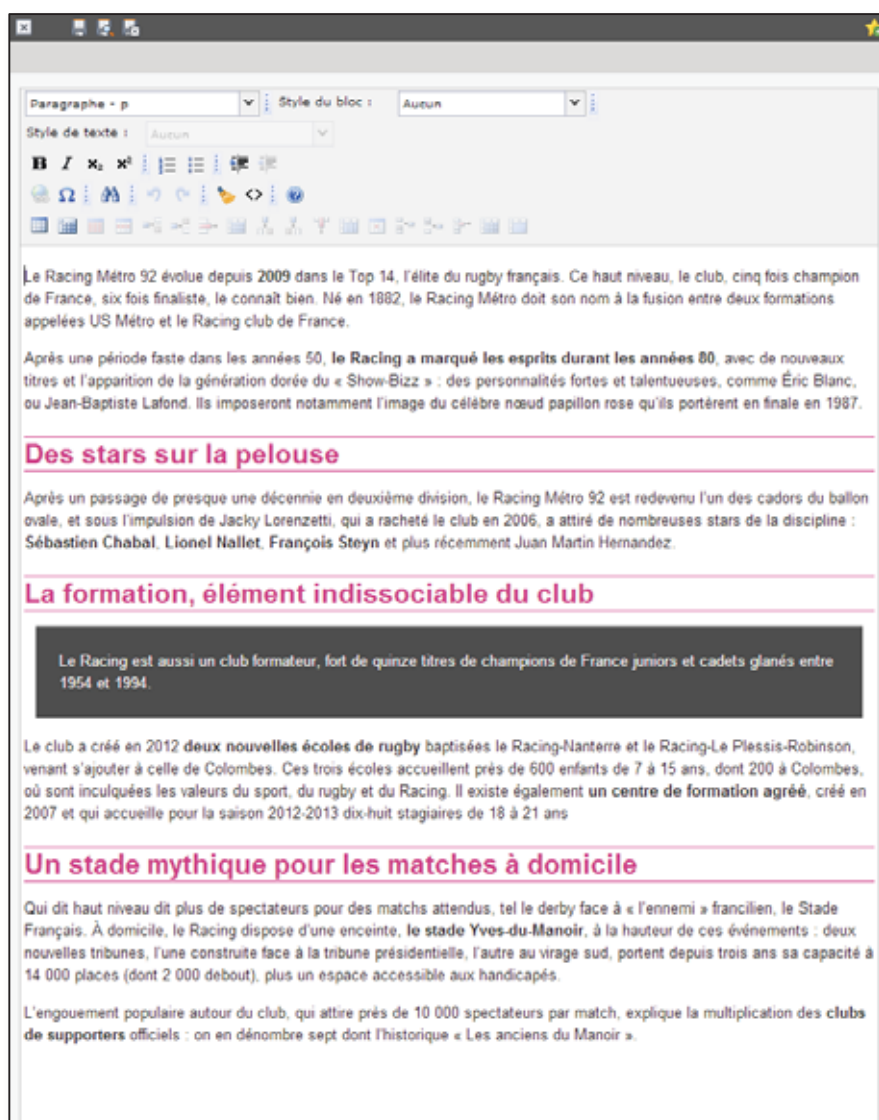 Paragraphe - p
Style du bloc :
Aucun
Style de texte :
Aucun
B I x₂ x²
Ω
Le Racing Métro 92 évolue depuis 2009 dans le Top 14, l'élite du rugby français. Ce haut niveau, le club, cinq fois champion
de France, six fois finaliste, le connaît bien. Né en 1882, le Racing Métro doit son nom à la fusion entre deux formations
appelées US Métro et le Racing club de France.
Après une période faste dans les années 50, le Racing a marqué les esprits durant les années 80, avec de nouveaux
titres et l'apparition de la génération dorée du « Show-Bizz » : des personnalités fortes et talentueuses, comme Éric Blanc,
ou Jean-Baptiste Lafond. Ils imposeront notamment l'image du célèbre nœud papillon rose qu'ils portèrent en finale en 1987.
Des stars sur la pelouse
Après un passage de presque une décennie en deuxième division, le Racing Métro 92 est redevenu l'un des cadors du ballon
ovale, et sous l'impulsion de Jacky Lorenzetti, qui a racheté le club en 2006, a attiré de nombreuses stars de la discipline :
Sébastien Chabal, Lionel Nallet, François Steyn et plus récemment Juan Martin Hernandez.
La formation, élément indissociable du club
Le Racing est aussi un club formateur, fort de quinze titres de champions de France juniors et cadets glanés entre
1954 et 1994.
Le club a créé en 2012 deux nouvelles écoles de rugby baptisées le Racing-Nanterre et le Racing-Le Plessis-Robinson,
venant s'ajouter à celle de Colombes. Ces trois écoles accueillent près de 600 enfants de 7 à 15 ans, dont 200 à Colombes,
où sont inculquées les valeurs du sport, du rugby et du Racing. Il existe également un centre de formation agréé, créé en
2007 et qui accueille pour la saison 2012-2013 dix-huit stagiaires de 18 à 21 ans
Un stade mythique pour les matches à domicile
Qui dit haut niveau dit plus de spectateurs pour des matchs attendus, tel le derby face à « l'ennemi » francilien, le Stade
Français. À domicile, le Racing dispose d'une enceinte, le stade Yves-du-Manoir, à la hauteur de ces événements : deux
nouvelles tribunes, l'une construite face à la tribune présidentielle, l'autre au virage sud, portent depuis trois ans sa capacité à
14 000 places (dont 2 000 debout), plus un espace accessible aux handicapés.
L'engouement populaire autour du club, qui attire près de 10 000 spectateurs par match, explique la multiplication des clubs
de supporters officiels : on en dénombre sept dont l'historique « Les anciens du Manoir ».